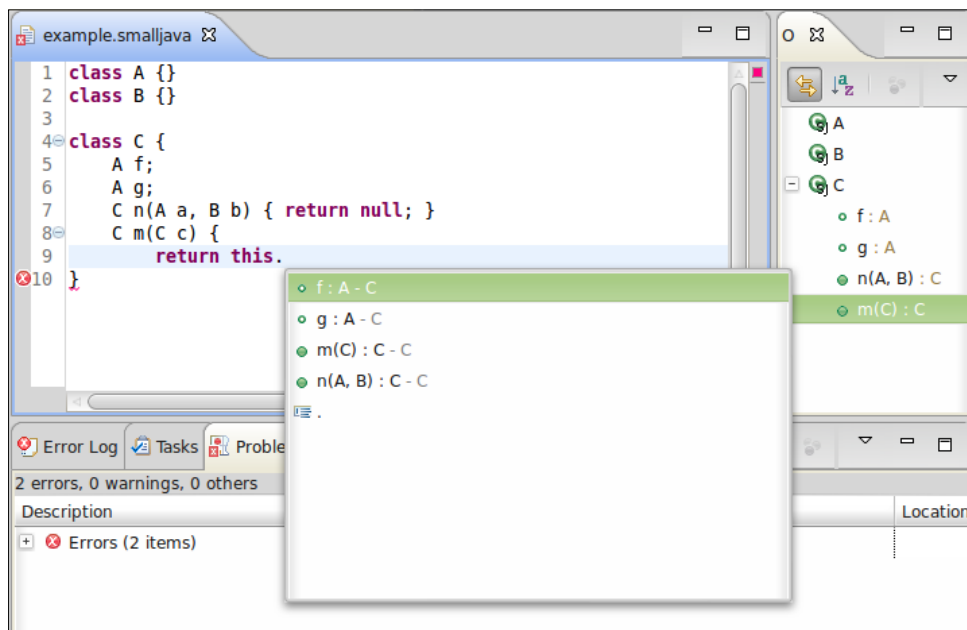 example.smalljava
1 class A {}
2 class B {}
3
4 class C {
5 A f;
6 A g;
7 C n(A a, B b) { return null; }
8 C m(C c) {
9 return this.
10 }
f : A - C
g : A - C
m(C) : C - C
n(A, B) : C - C
.
O
a
z
A
B
C
f : A
g : A
n(A, B) : C
m(C) : C
Error Log Tasks Proble
2 errors, 0 warnings, 0 others
Description Location
Errors (2 items)